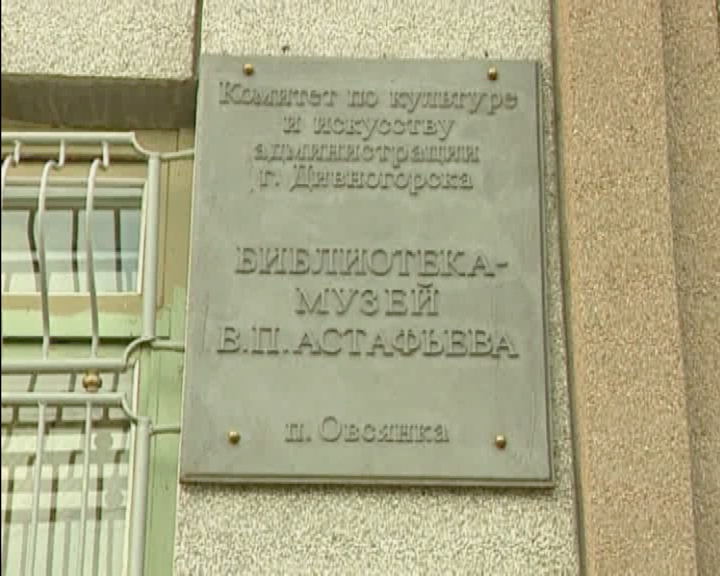 Комитет по культуре
и искусству
администрации
г. Дивногорска
БИБЛИОТЕКА-
МУЗЕЙ
В.П.АСТАФЬЕВА
п. Овсянка